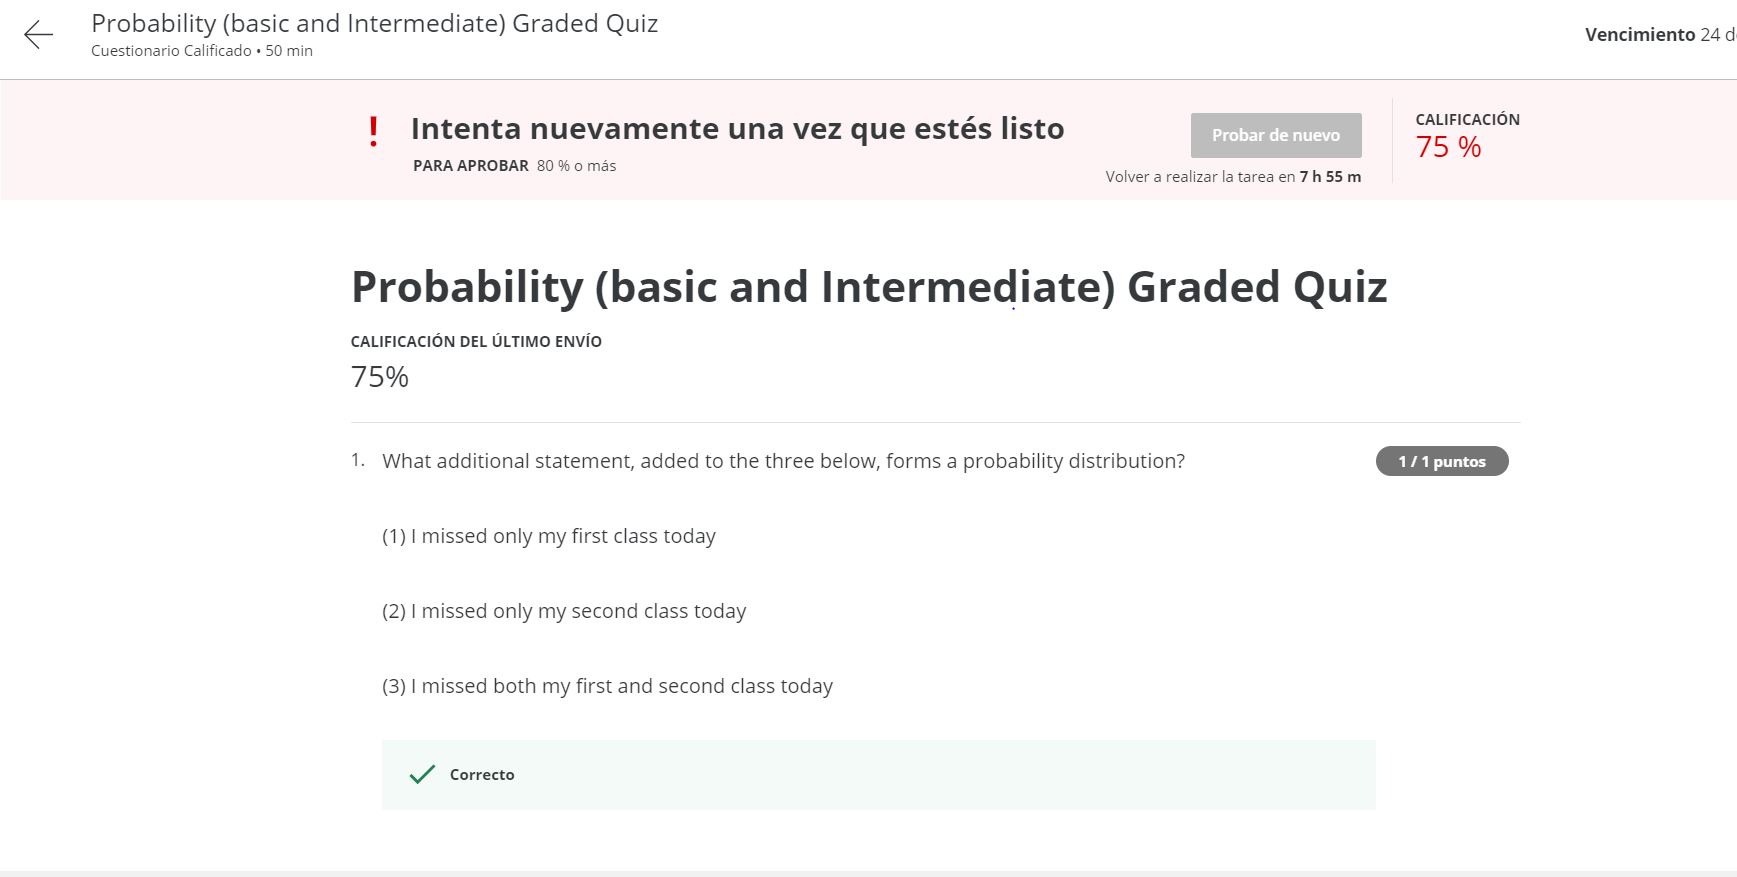 Probability (basic and Intermediate) Graded Quiz
Cuestionario Calificado • 50 min
Vencimiento 24
! Intenta nuevamente una vez que estés listo
PARA APROBAR 80 % o más
Probar de nuevo
Volver a realizar la tarea en 7 h 55 m
CALIFICACIÓN
75 %
Probability (basic and Intermediate) Graded Quiz
CALIFICACIÓN DEL ÚLTIMO ENVÍO
75%
1. What additional statement, added to the three below, forms a probability distribution?
1 / 1 puntos
(1) I missed only my first class today
(2) I missed only my second class today
(3) I missed both my first and second class today
Correcto